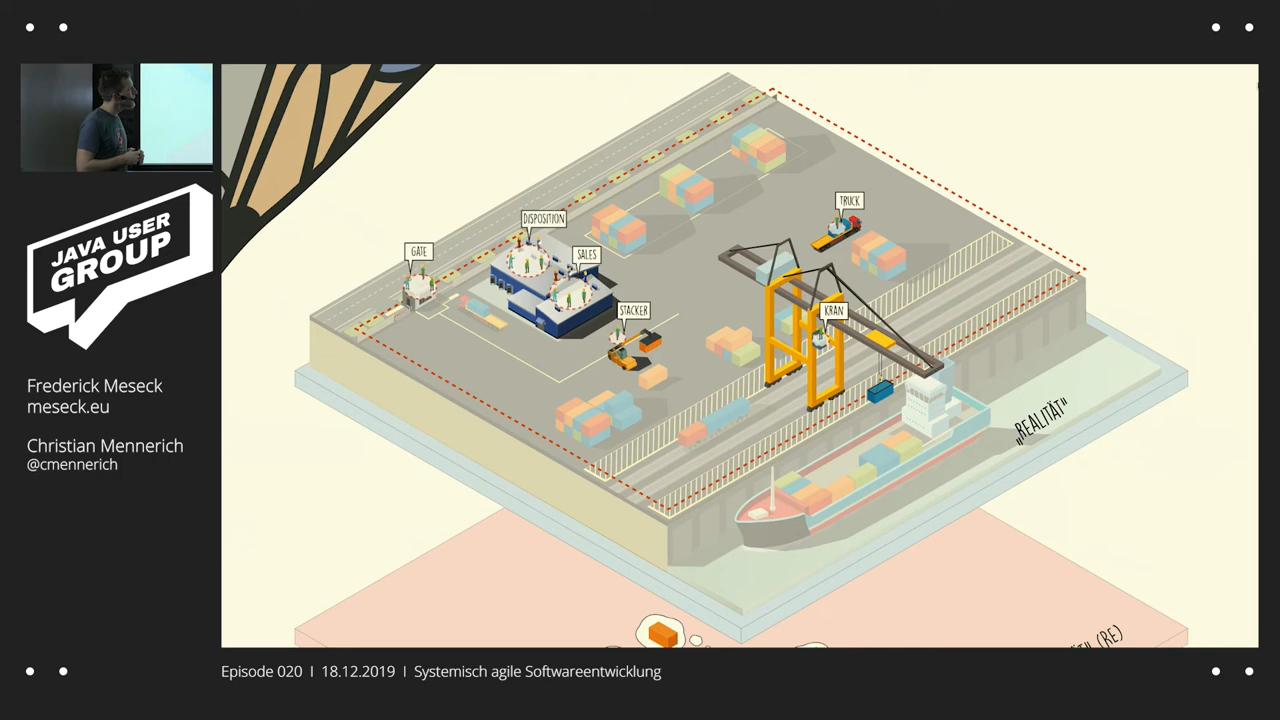 JAVA USER
GROUP
Frederick Meseck
meseck.eu
Christian Mennerich
@cmennerich
GATE
DISPOSITION
SALES
STACKER
TRUCK
KRAN
„REALITÄT“
(RE)
Episode 020 I 18.12.2019 I Systemisch agile Softwareentwicklung